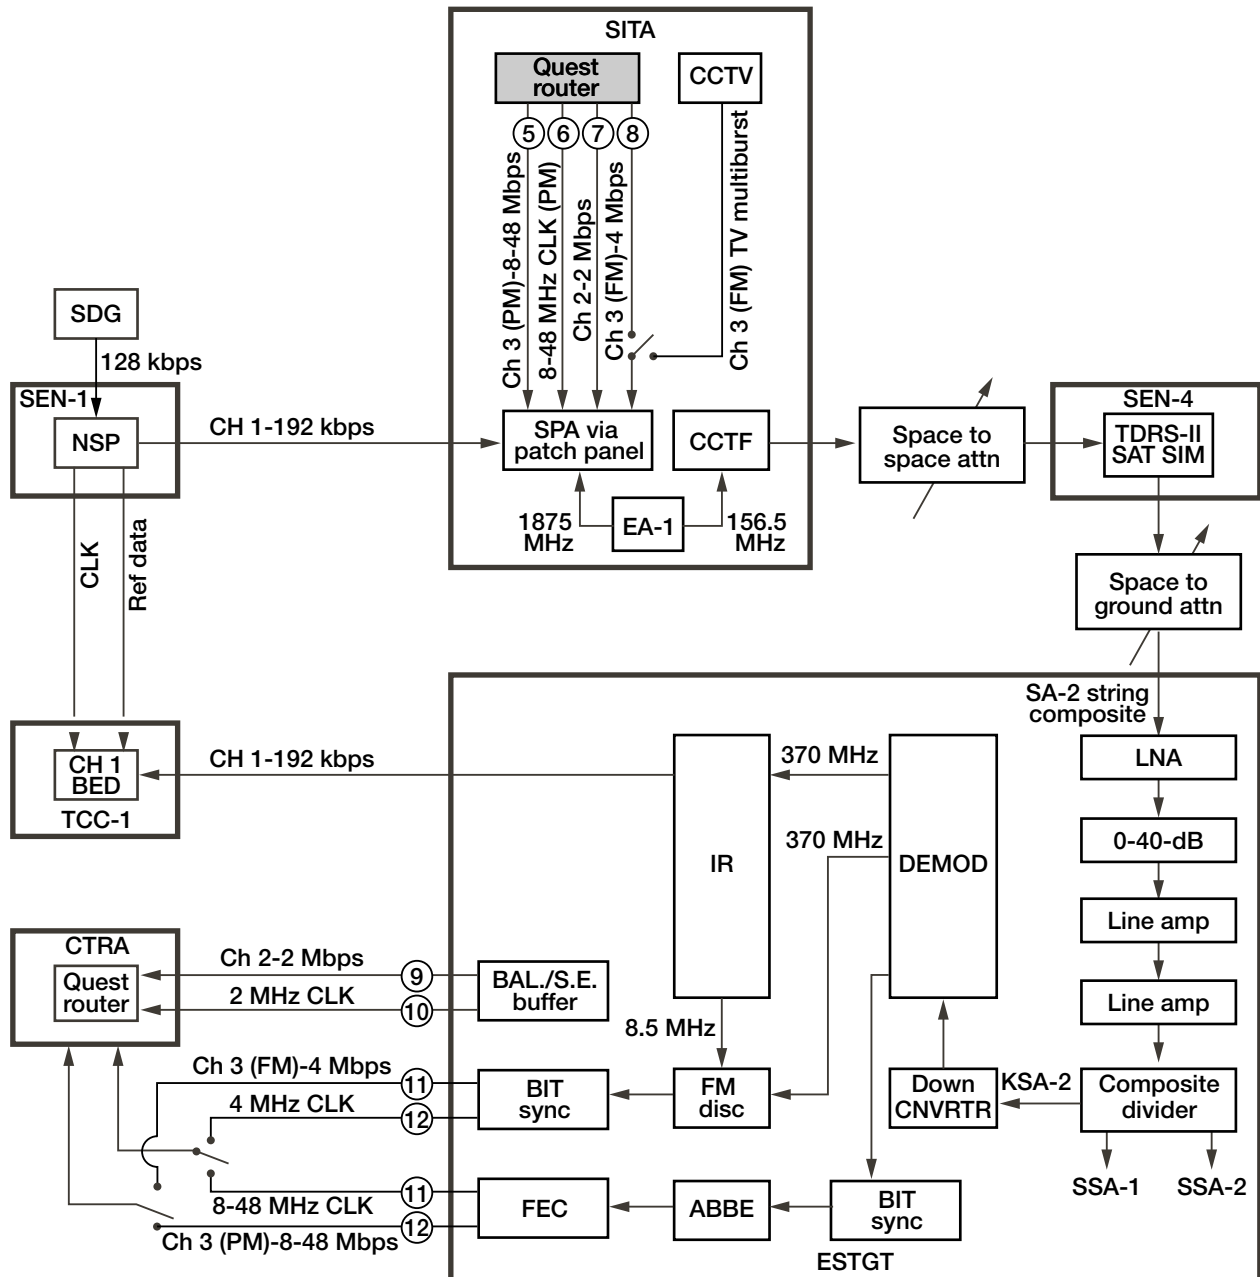 SITA
Quest
router
CCTV
5
6
7
8
Ch 3 (PM)-8-48 Mbps
8-48 MHz CLK (PM)
Ch 2-2 Mbps
Ch 3 (FM)-4 Mbps
Ch 3 (FM) TV multiburst
SDG
128 kbps
SEN-1
NSP
CH 1-192 kbps
SPA via
patch panel
CCTF
1875
MHz
EA-1
156.5
MHz
Space to
space attn
SEN-4
TDRS-II
SAT SIM
Space to
ground attn
CLK
Ref data
CH 1
BED
TCC-1
CH 1-192 kbps
SA-2 string
composite
LNA
0-40-dB
Line amp
Line amp
Composite
divider
SSA-1
SSA-2
KSA-2
Down
CNVRTR
DEMOD
370 MHz
370 MHz
IR
8.5 MHz
FM
disc
CTRA
Quest
router
Ch 2-2 Mbps
9
2 MHz CLK
10
BAL./S.E.
buffer
Ch 3 (FM)-4 Mbps
11
4 MHz CLK
12
BIT
sync
8-48 MHz CLK
11
Ch 3 (PM)-8-48 Mbps
12
FEC
ABBE
BIT
sync
ESTGT